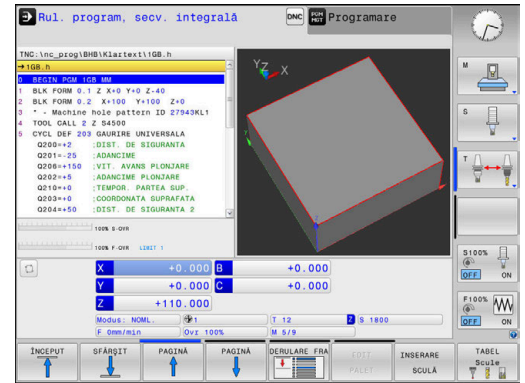 Rul. program, secv. integrală
DNC
PGM MGT
Programare
TNC:\nc_prog\BHB\Klartext\1GB.h
→1GB.h
0 BEGIN PGM 1GB MM
1 BLK FORM 0.1 Z X+0 Y+0 Z-40
2 BLK FORM 0.2 X+100 Y+100 Z+0
3 * - Machine hole pattern ID 27943KL1
4 TOOL CALL 2 Z S4500
5 CYCL DEF 203 GAURIRE UNIVERSALA
Q200=+2 ;DIST. DE SIGURANTA
Q201=-25 ;ADANCIME
Q206=+150 ;VIT. AVANS PLONJARE
Q202=+5 ;ADANCIME PLONJARE
Q210=+0 ;TEMPOR. PARTEA SUP.
Q203=+0 ;COORDONATA SUPRAFATA
Q204=+50 ;DIST. DE SIGURANTA 2
100% S-OVR
100% F-OVR LIMIT 1
YZ X
M
S
T
S100%
OFF ON
F100%
OFF ON
X +0.000 B +0.000
Y +0.000 C +0.000
Z +110.000
Modus: NOML. 1 T 12 Z S 1800
F 0mm/min Ovr 100% M 5/9
ÎNCEPUT
SFÂRȘIT
PAGINĂ
PAGINĂ
DERULARE FRA
EDIT PALET
INSERARE SCULĂ
TABEL Scule